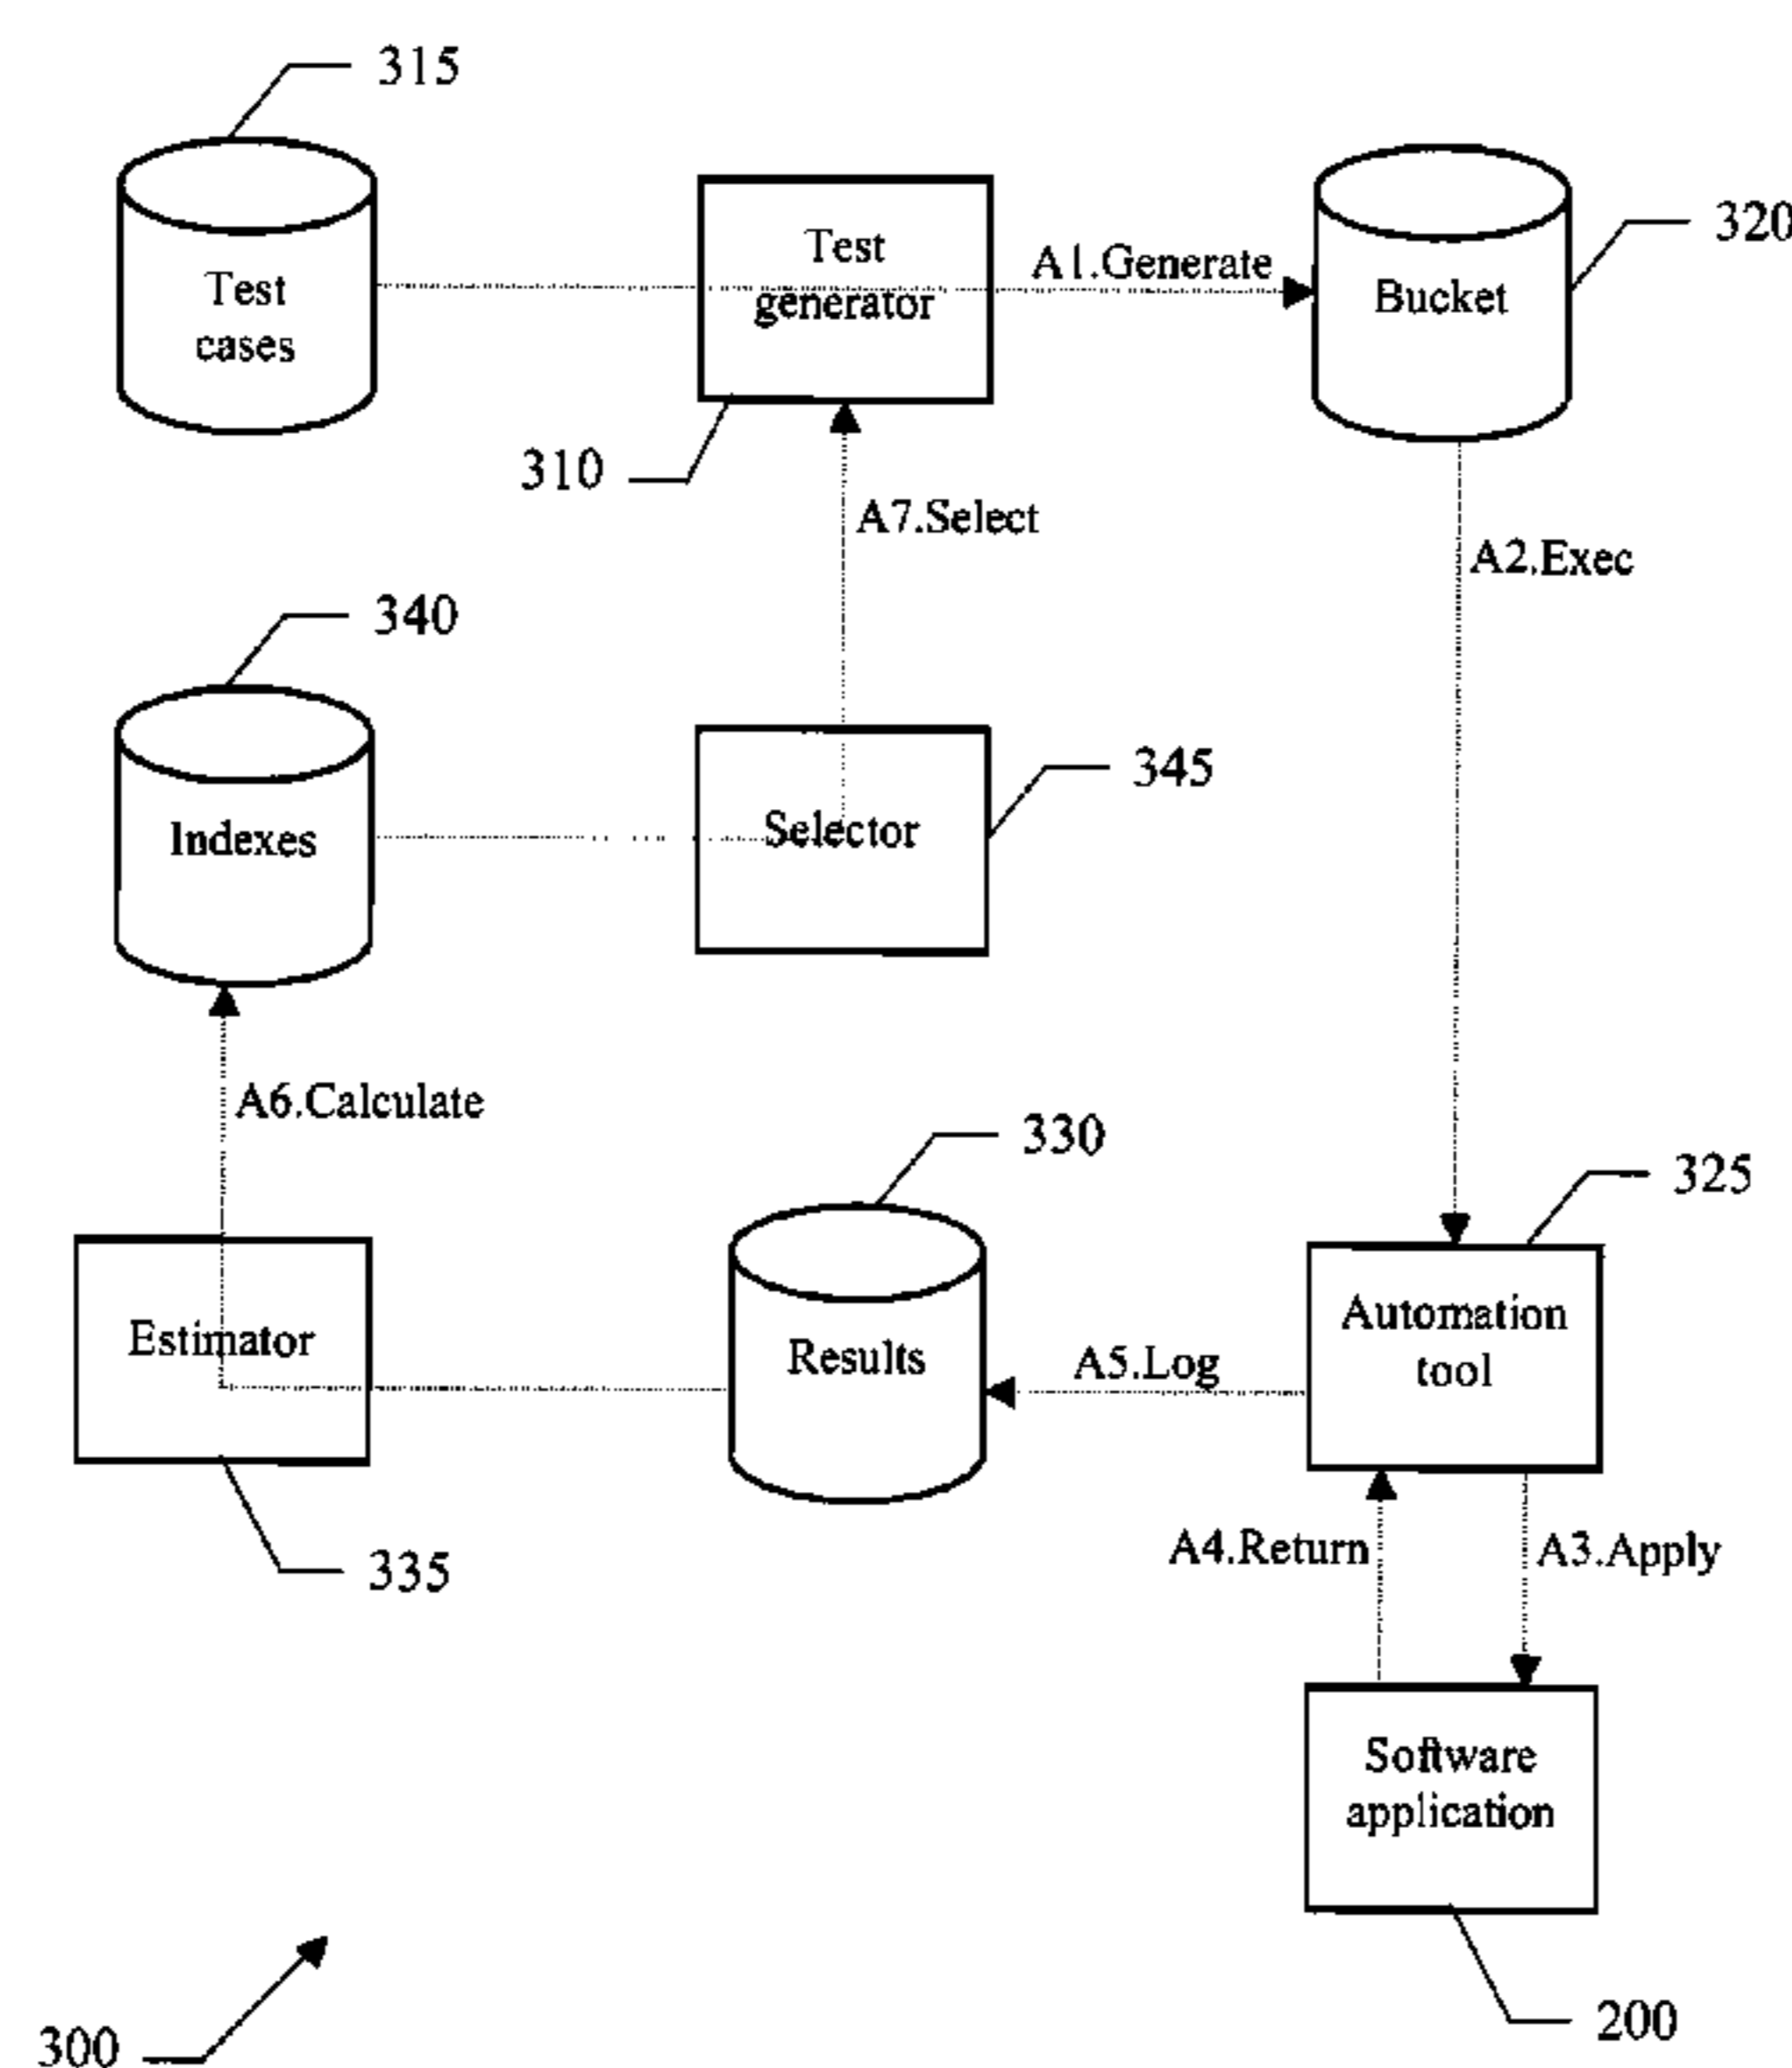 315
320
Test
cases
Test
generator
A1.Generate
Bucket
310
A7.Select
A2.Exec
340
345
Indexes
Selector
A6.Calculate
330
325
Estimator
Results
A5.Log
Automation
tool
335
A4.Return
A3.Apply
Software
application
200
300